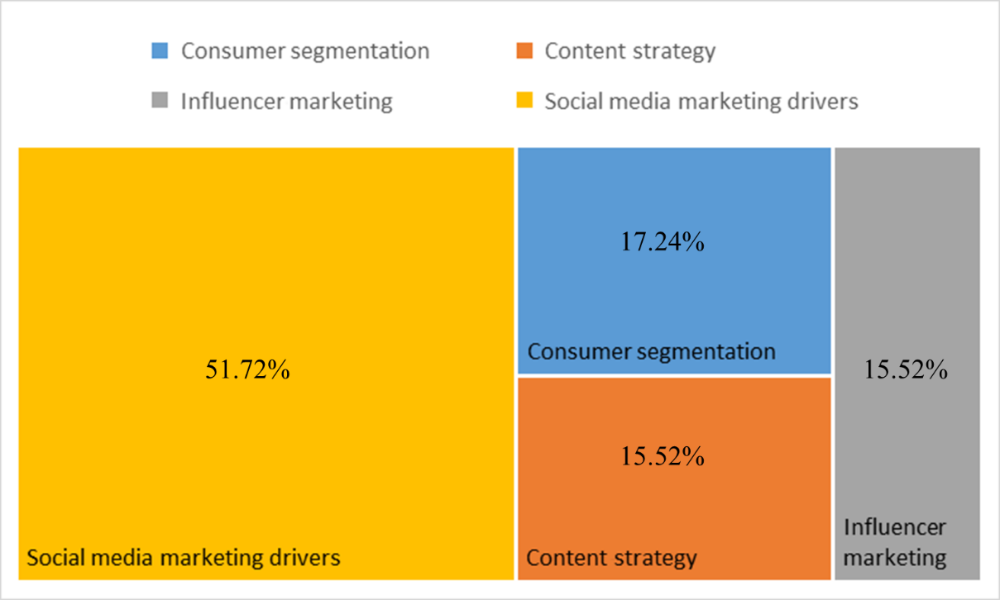 Consumer segmentation
Content strategy
Influencer marketing
Social media marketing drivers
51.72%
Social media marketing drivers
17.24%
Consumer segmentation
15.52%
Content strategy
15.52%
Influencer
marketing